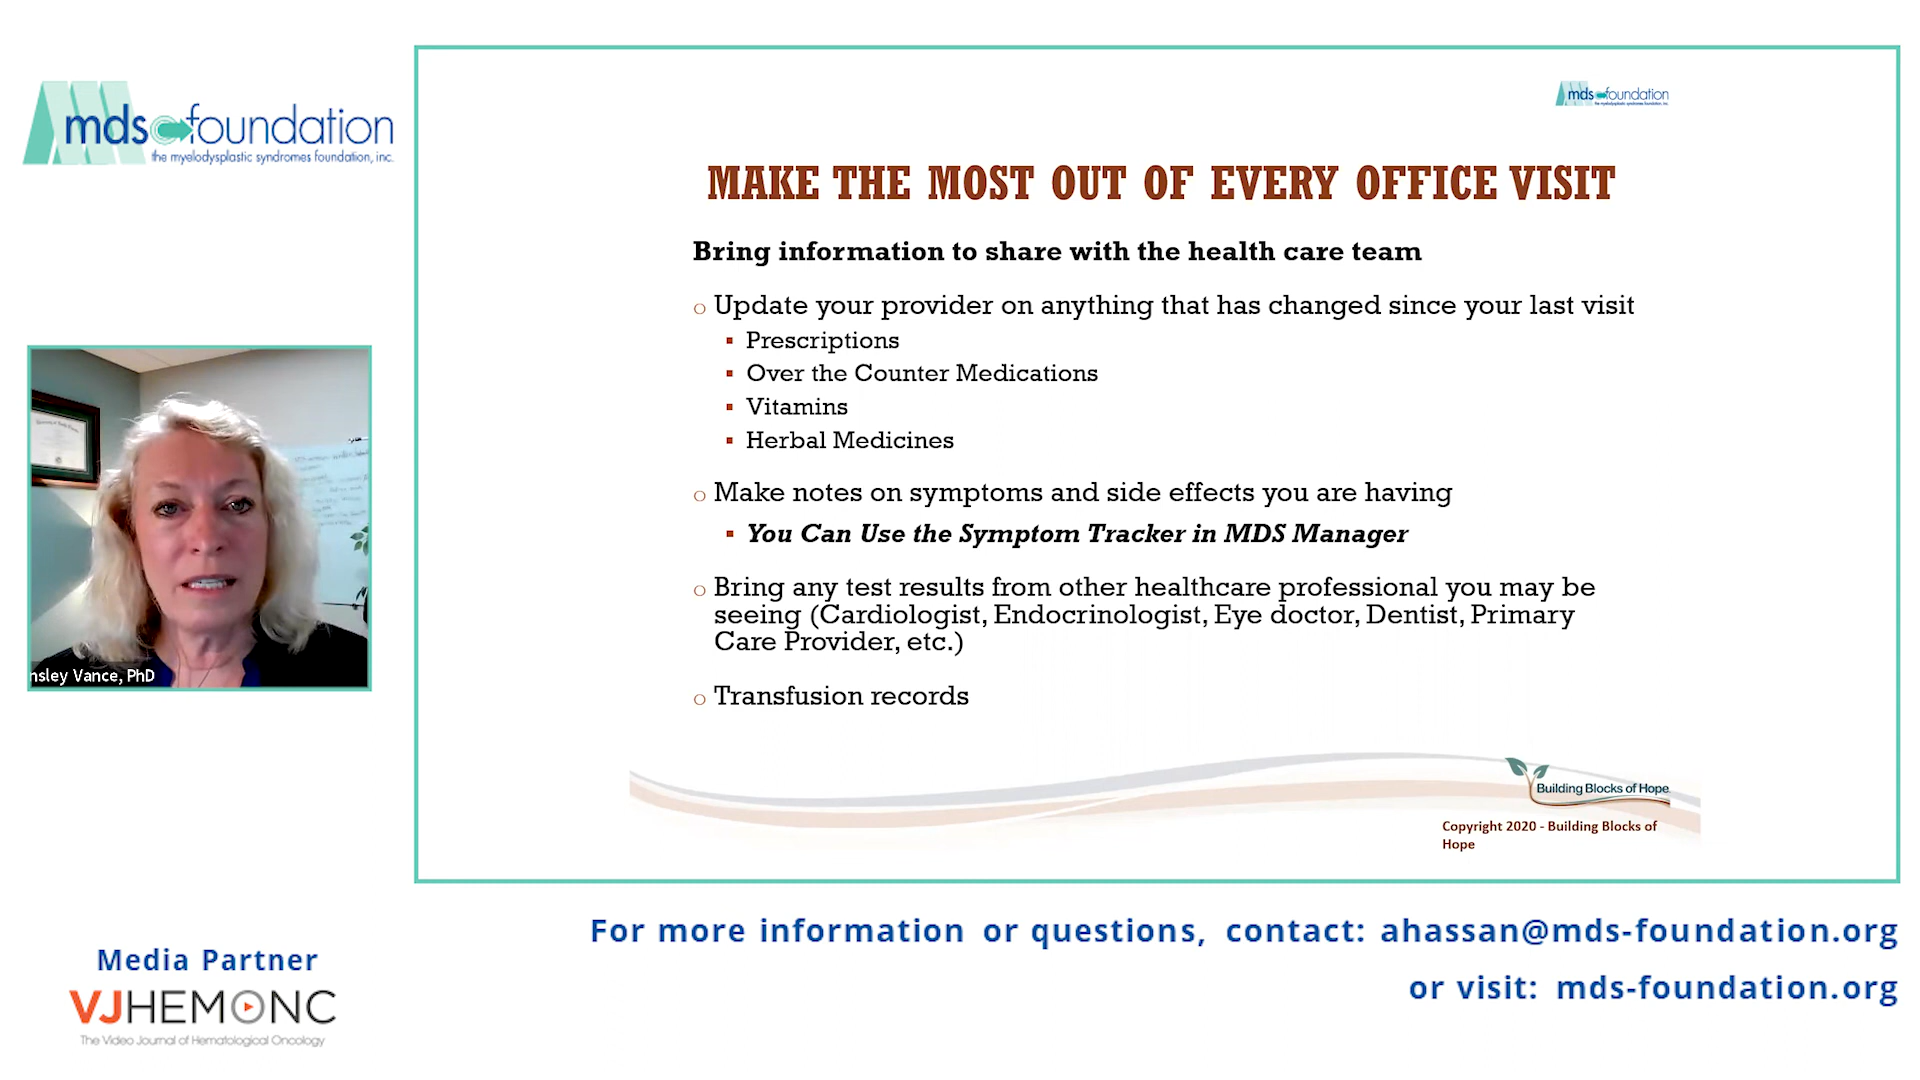 mds foundation
the myelodysplastic syndromes foundation, inc.
mds foundation
MAKE THE MOST OUT OF EVERY OFFICE VISIT
Bring information to share with the health care team
o Update your provider on anything that has changed since your last visit
▪ Prescriptions
▪ Over the Counter Medications
▪ Vitamins
▪ Herbal Medicines
o Make notes on symptoms and side effects you are having
▪ You Can Use the Symptom Tracker in MDS Manager
o Bring any test results from other healthcare professional you may be
seeing (Cardiologist, Endocrinologist, Eye doctor, Dentist, Primary
Care Provider, etc.)
o Transfusion records
Building Blocks of Hope
Copyright 2020 - Building Blocks of
Hope
nsley Vance, PhD
For more information or questions, contact: ahassan@mds-foundation.org
or visit: mds-foundation.org
Media Partner
VJHEMONC
The Video Journal of Hematological Oncology